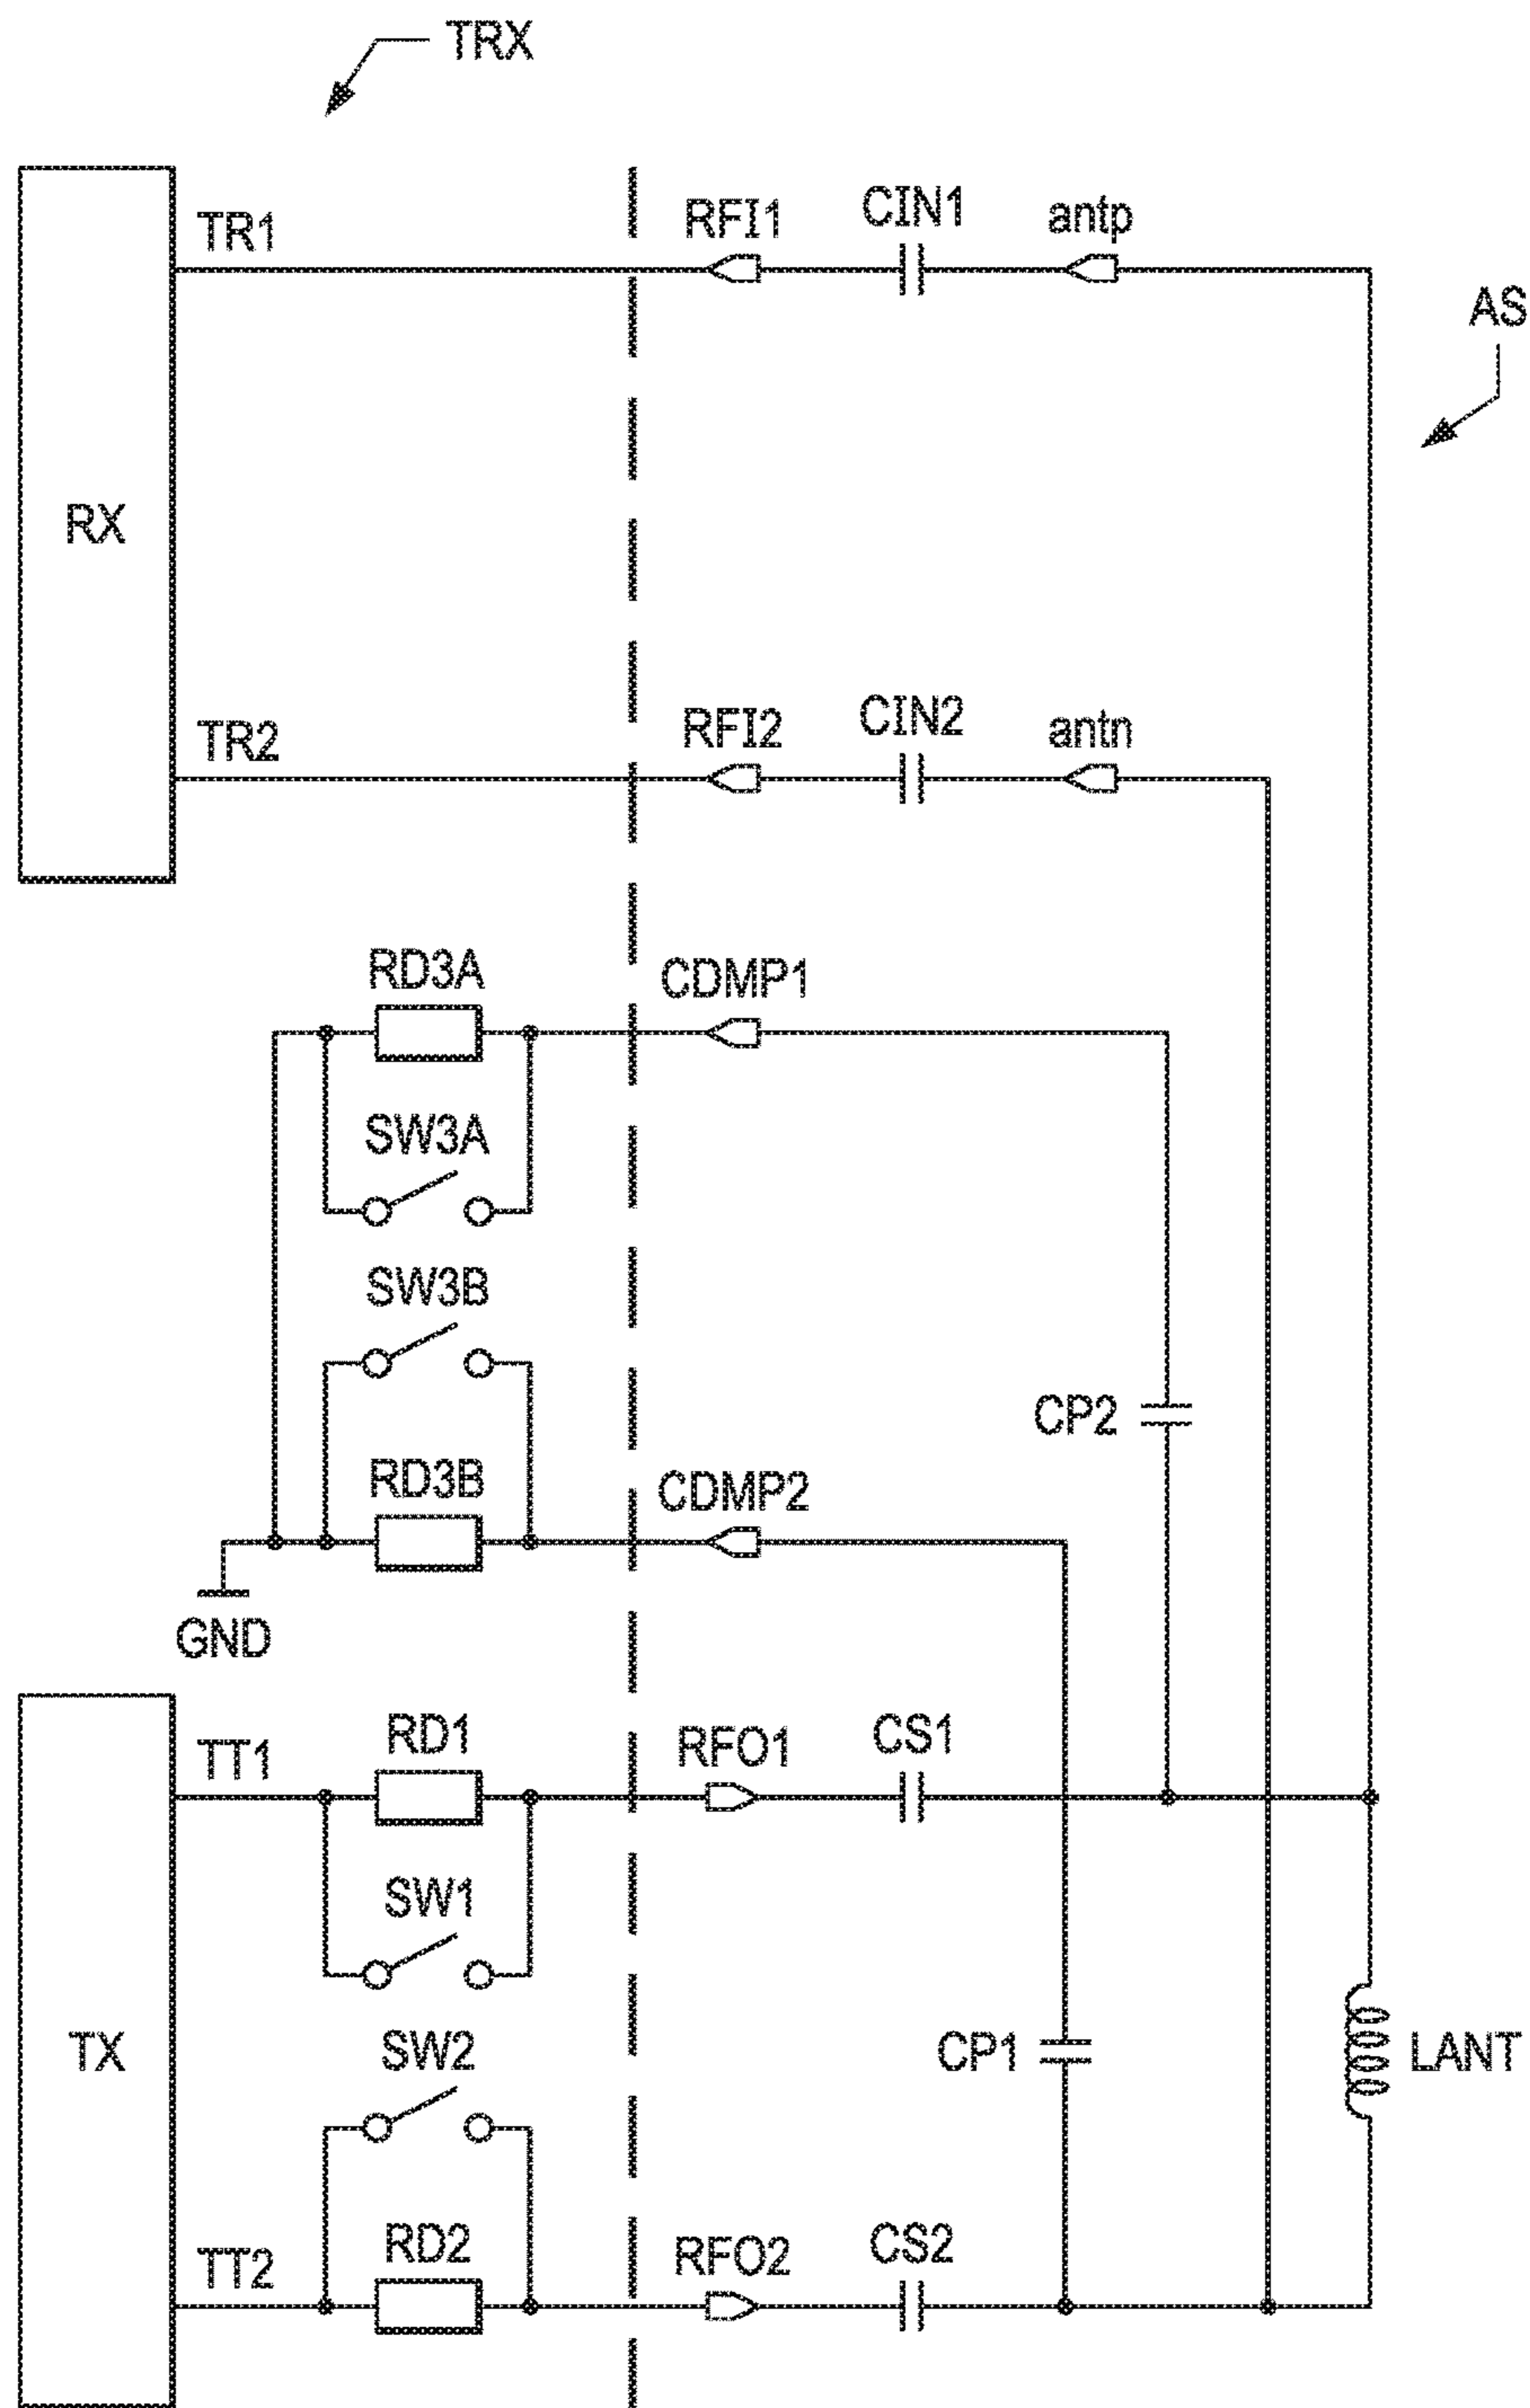 TRX
TR1
RFI1
CIN1
antp
AS
RX
TR2
RFI2
CIN2
antn
RD3A
CDMP1
SW3A
SW3B
CP2
RD3B
CDMP2
GND
TT1
RD1
RFO1
CS1
SW1
TX
SW2
CP1
LANT
TT2
RD2
RFO2
CS2